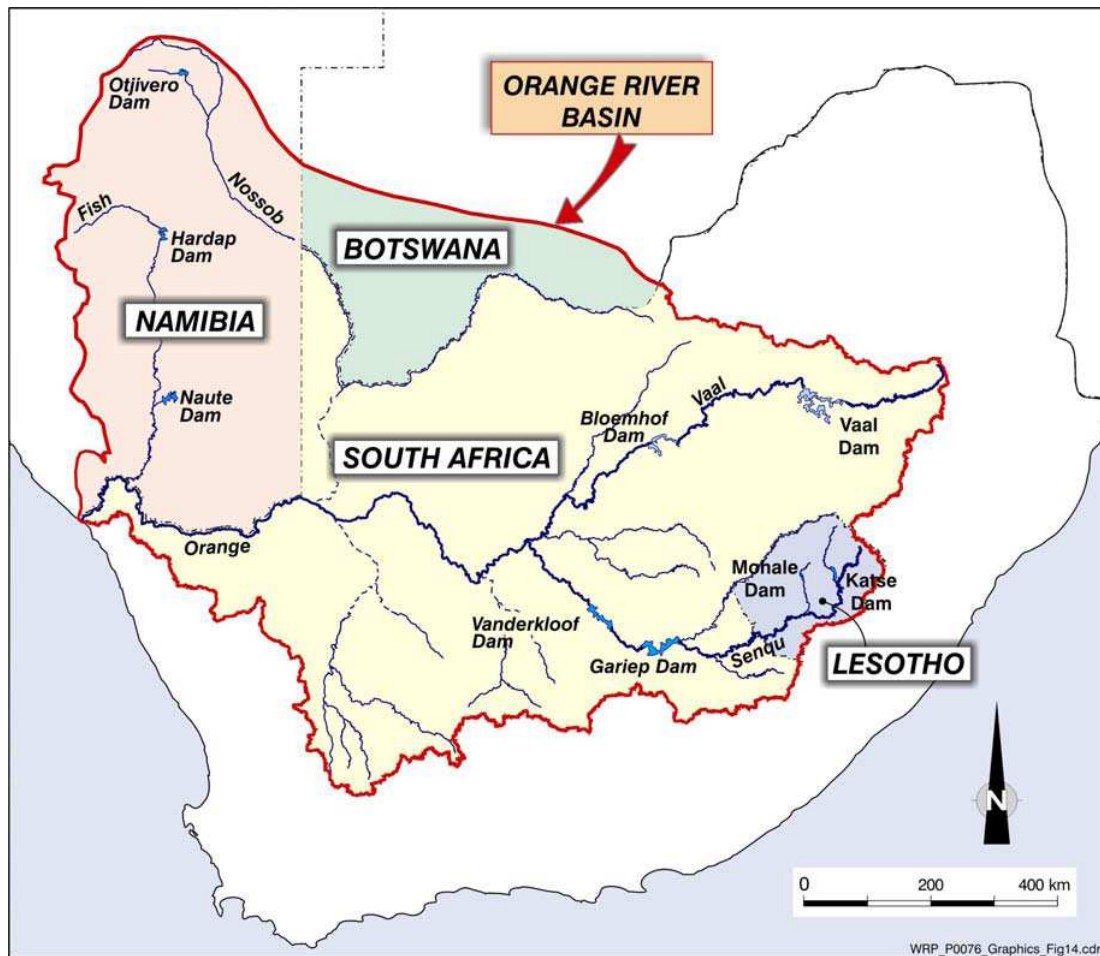 ORANGE RIVER
BASIN
Otjivero
Dam
Nossob
Fish
Hardap
Dam
BOTSWANA
NAMIBIA
Naute
Dam
Vaal
Bloemhof
Dam
Vaal
Dam
SOUTH AFRICA
Orange
Monale
Dam
Katse
Dam
Vanderkloof
Dam
Senqu
Gariep Dam
LESOTHO
N
0 200 400 km
WRP_P0076_Graphics_Fig14.cdr